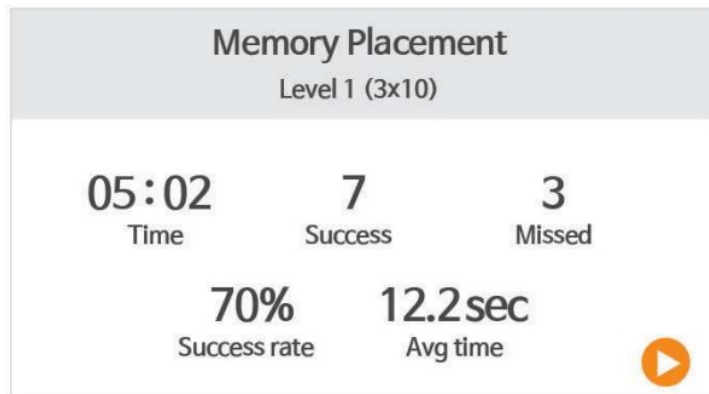 Memory Placement
Level 1 (3x10)
05:02 7 3
Time Success Missed
70% 12.2sec
Success rate Avg time